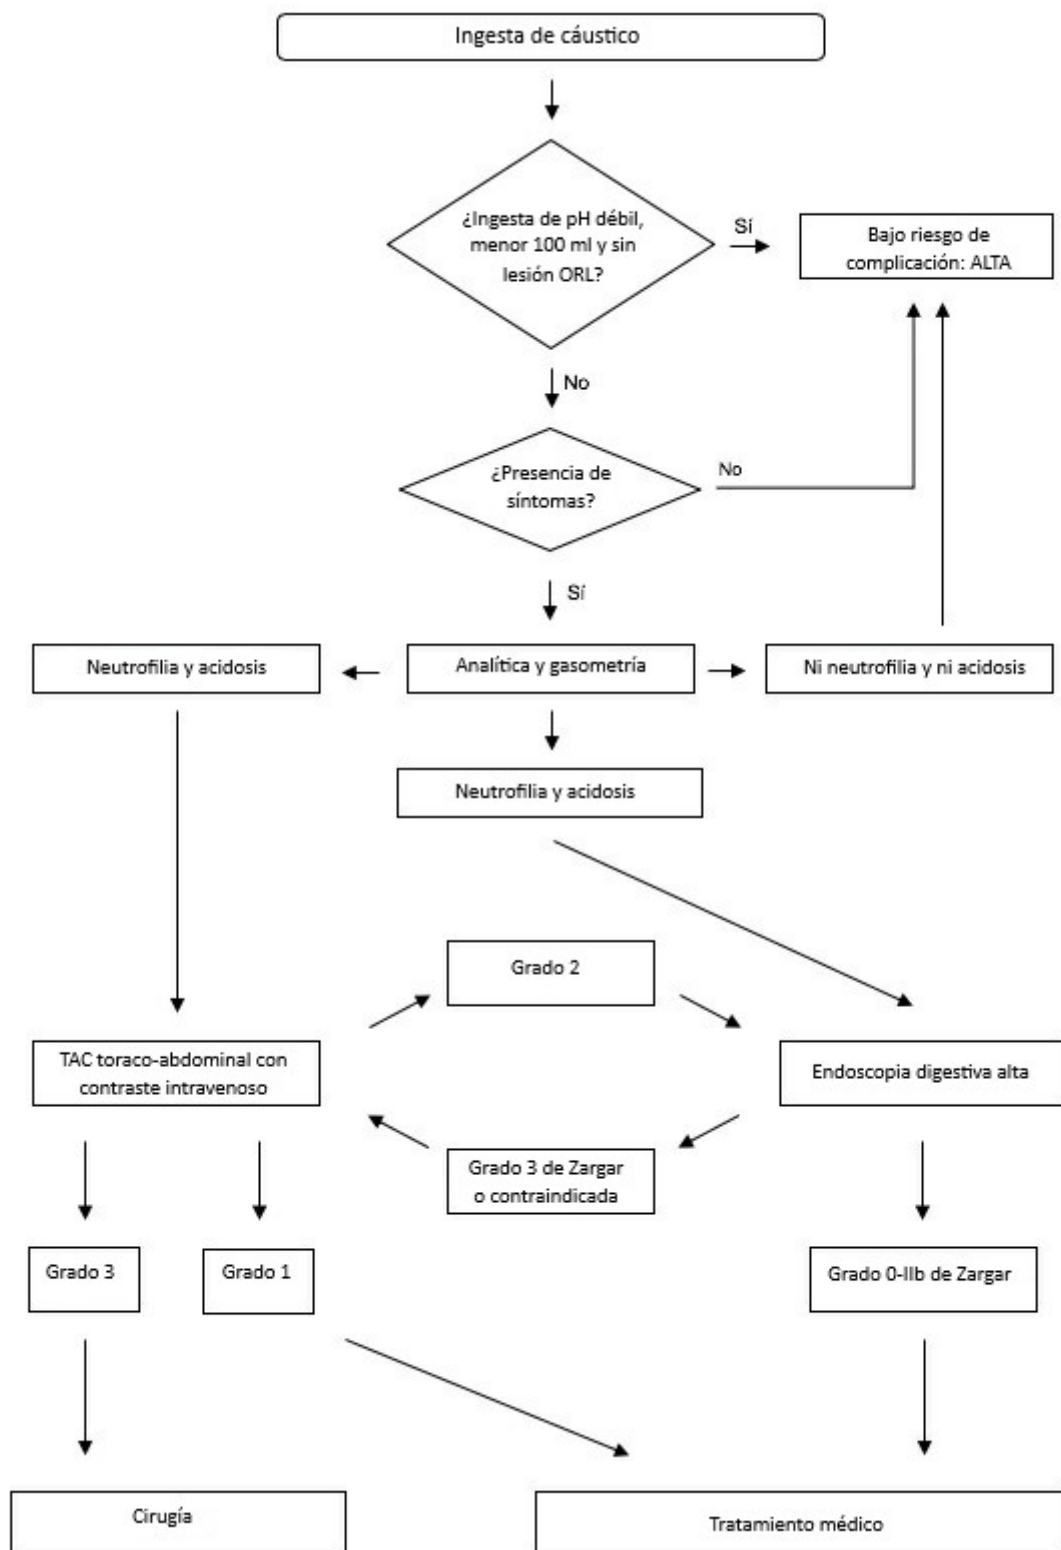 Ingesta de cáustico
¿Ingesta de pH débil,
menor 100 ml y sin
lesión ORL?
Sí
Bajo riesgo de
complicación: ALTA
No
¿Presencia de
síntomas?
No
Sí
Neutrofilia y acidosis
Analítica y gasometría
Ni neutrofilia y ni acidosis
Neutrofilia y acidosis
Grado 2
TAC toraco-abdominal con
contraste intravenoso
Endoscopia digestiva alta
Grado 3 de Zargar
o contraindicada
Grado 3
Grado 1
Grado 0-IIb de Zargar
Cirugía
Tratamiento médico